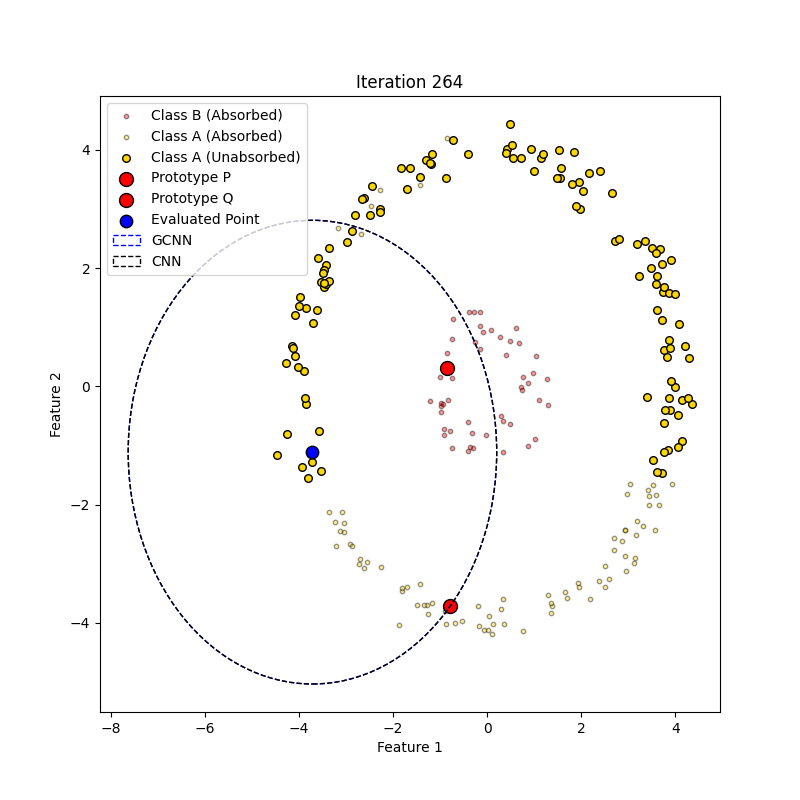 Iteration 264
Class B (Absorbed)
Class A (Absorbed)
Class A (Unabsorbed)
Prototype P
Prototype Q
Evaluated Point
GCNN
CNN
4
2
0
−2
−4
Feature 2
−8
−6
−4
−2
0
2
4
Feature 1